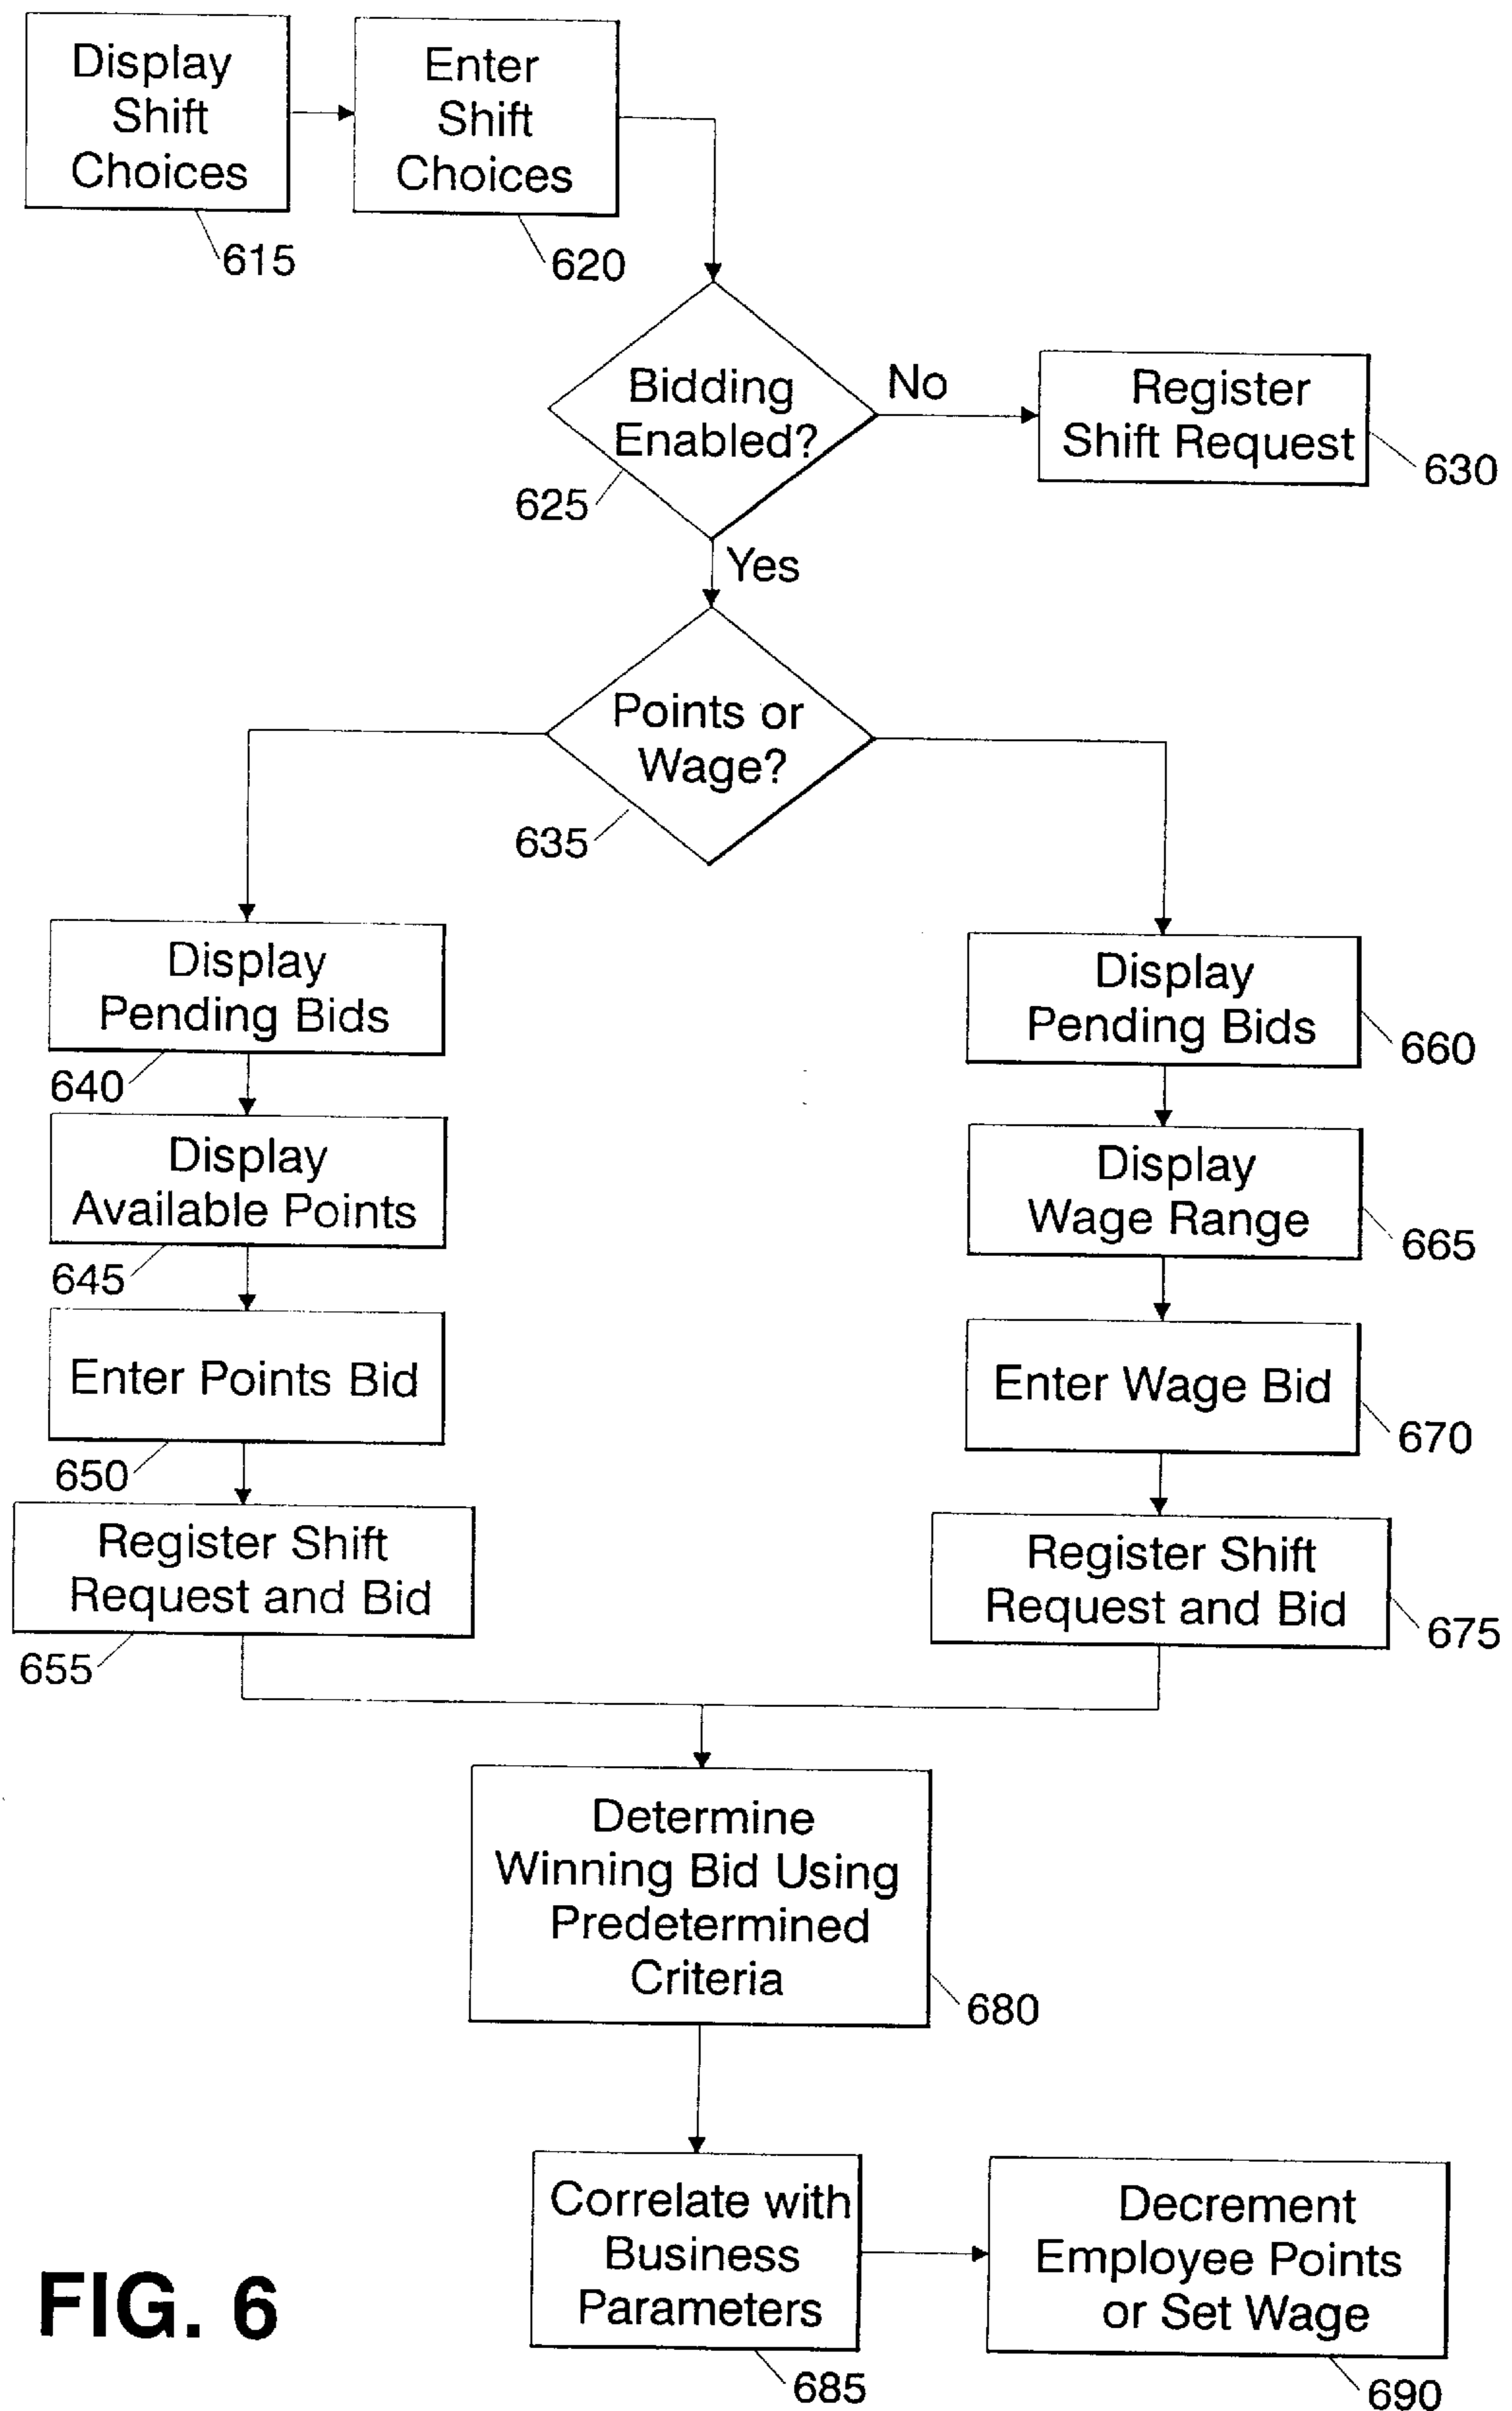 Display
Shift
Choices
615
Enter
Shift
Choices
620
Bidding
Enabled?
625
No
Register
Shift Request
630
Yes
Points or
Wage?
635
Display
Pending Bids
640
Display
Available Points
645
Enter Points Bid
650
Register Shift
Request and Bid
655
Display
Pending Bids
660
Display
Wage Range
665
Enter Wage Bid
670
Register Shift
Request and Bid
675
Determine
Winning Bid Using
Predetermined
Criteria
680
Correlate with
Business
Parameters
685
Decrement
Employee Points
or Set Wage
690
FIG. 6